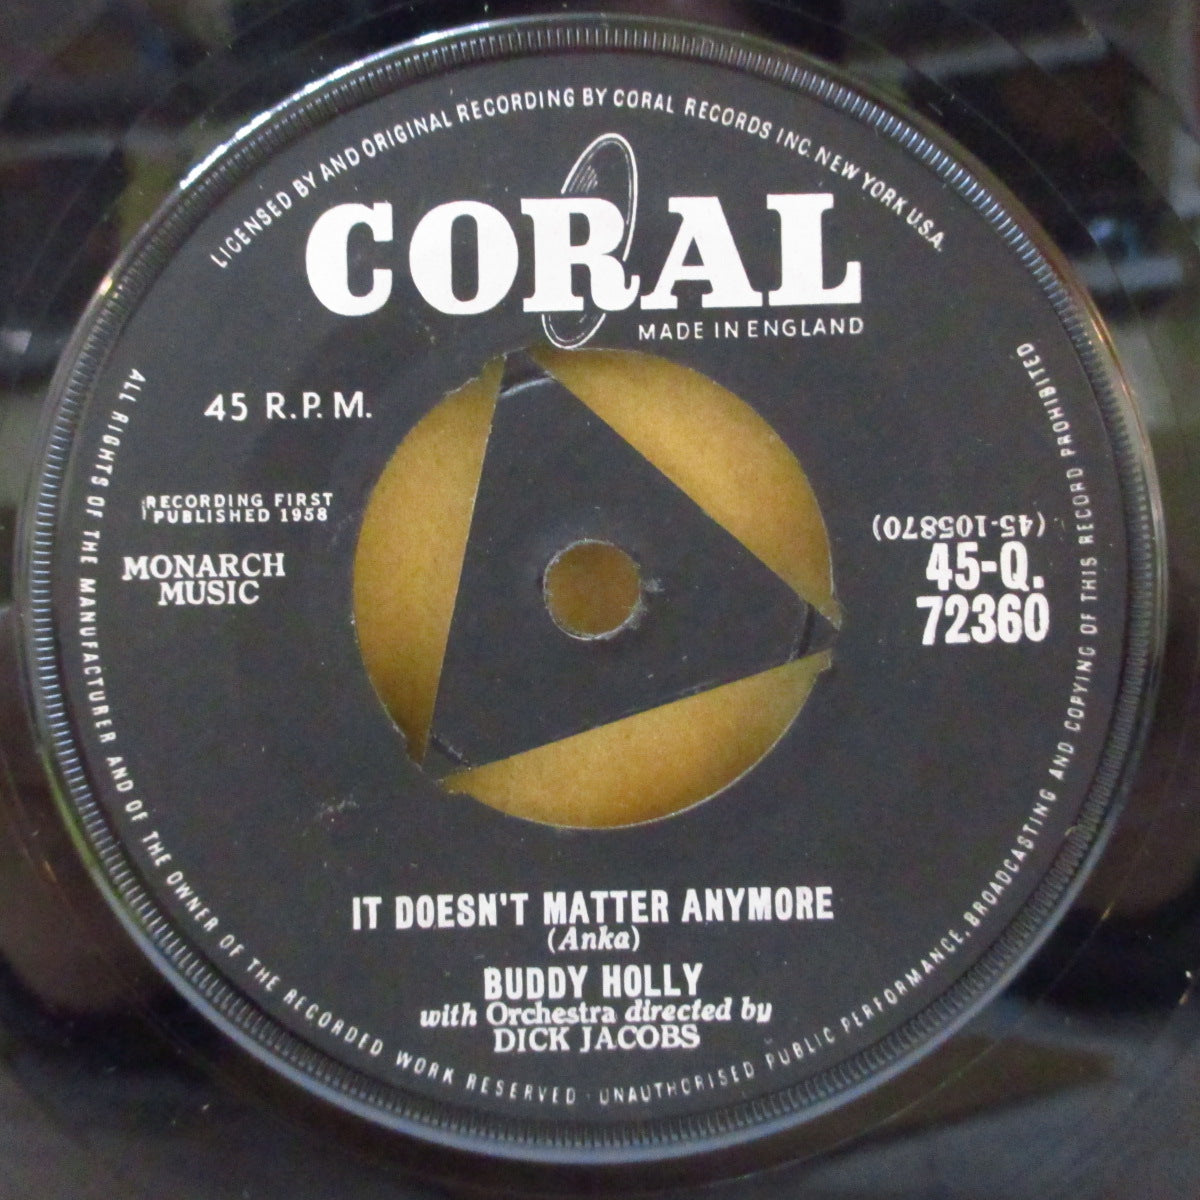 LICENSED BY AND ORIGINAL RECORDING BY CORAL RECORDS INC. NEW YORK U.S.A.
CORAL
MADE IN ENGLAND
45 R.P.M.
RECORDING FIRST
PUBLISHED 1958
MONARCH
MUSIC
(45-105870)
45-Q.
72360
IT DOESN'T MATTER ANYMORE
(Anka)
BUDDY HOLLY
with Orchestra directed by
DICK JACOBS
ALL RIGHTS OF THE MANUFACTURER AND OF THE OWNER OF THE RECORDED WORK RESERVED · UNAUTHORISED PUBLIC PERFORMANCE, BROADCASTING AND COPYING OF THIS RECORD PROHIBITED